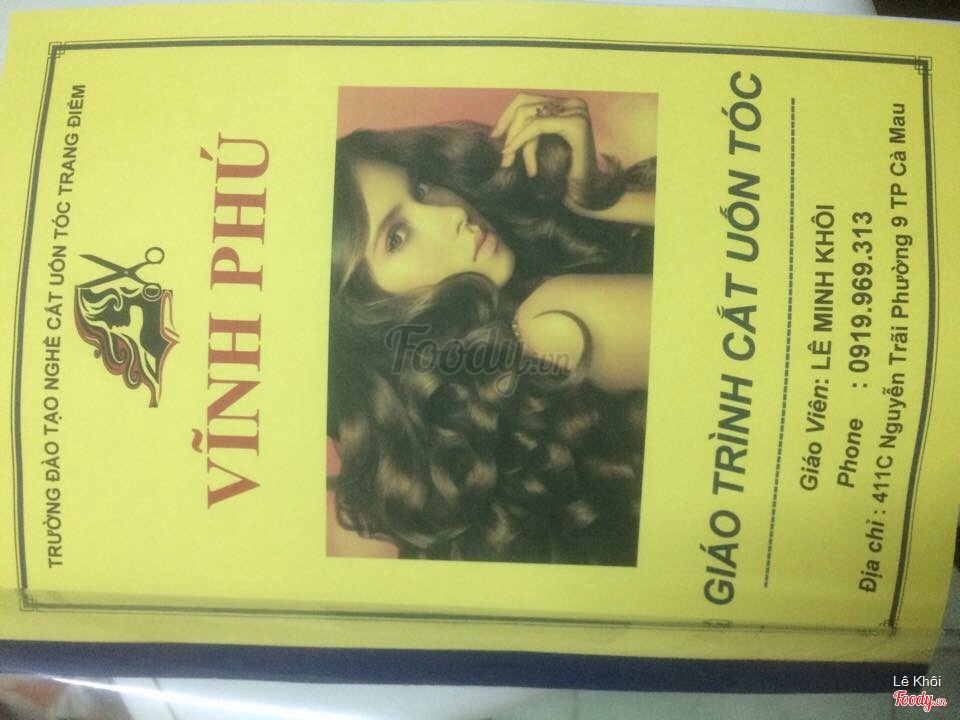 TRƯỜNG ĐÀO TẠO NGHỀ CẮT UỐN TÓC TRANG ĐIỂM
VĨNH PHÚ
Foody.vn
GIÁO TRÌNH CẮT UỐN TÓC
Giáo Viên: LÊ MINH KHÔI
Phone : 0919.969.313
Địa chỉ : 411C Nguyễn Trãi Phường 9 TP Cà Mau
Lê Khôi
Foody.vn